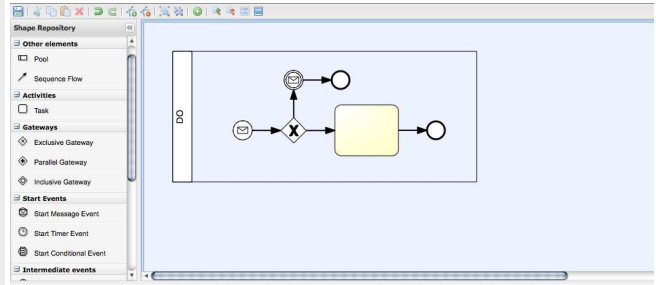 Shape Repository
Other elements
Pool
Sequence Flow
Activities
Task
Gateways
Exclusive Gateway
Parallel Gateway
Inclusive Gateway
Start Events
Start Message Event
Start Timer Event
Start Conditional Event
Intermediate events
DO
X